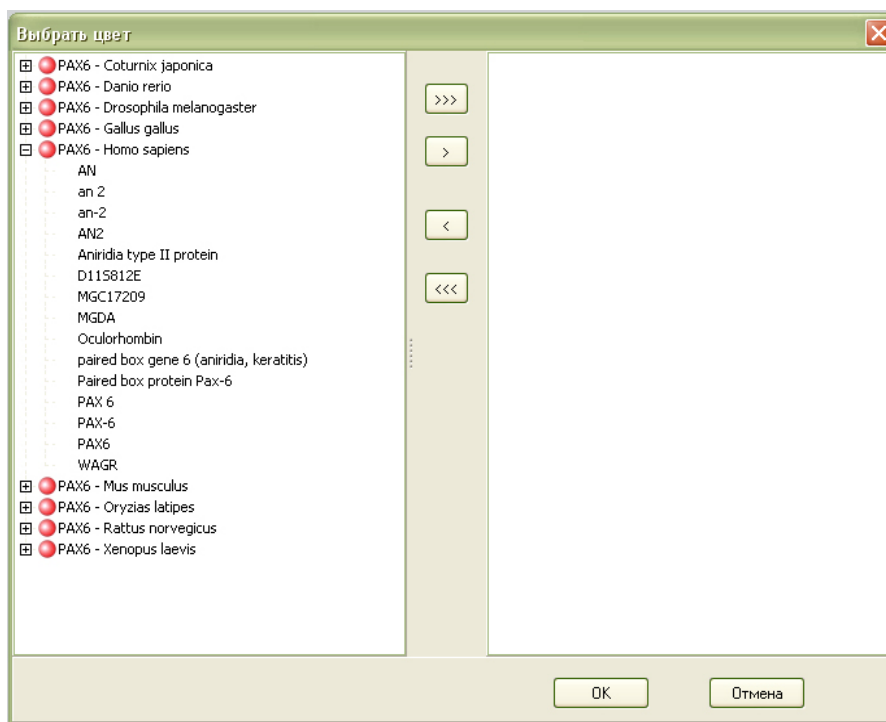 Выбрать цвет
PAX6 - Coturnix japonica
PAX6 - Danio rerio
PAX6 - Drosophila melanogaster
PAX6 - Gallus gallus
PAX6 - Homo sapiens
AN
an 2
an-2
AN2
Aniridia type II protein
D11S812E
MGC17209
MGDA
Oculorhombin
paired box gene 6 (aniridia, keratitis)
Paired box protein Pax-6
PAX 6
PAX-6
PAX6
WAGR
PAX6 - Mus musculus
PAX6 - Oryzias latipes
PAX6 - Rattus norvegicus
PAX6 - Xenopus laevis
>>>
>
<
<<<
OK
Отмена